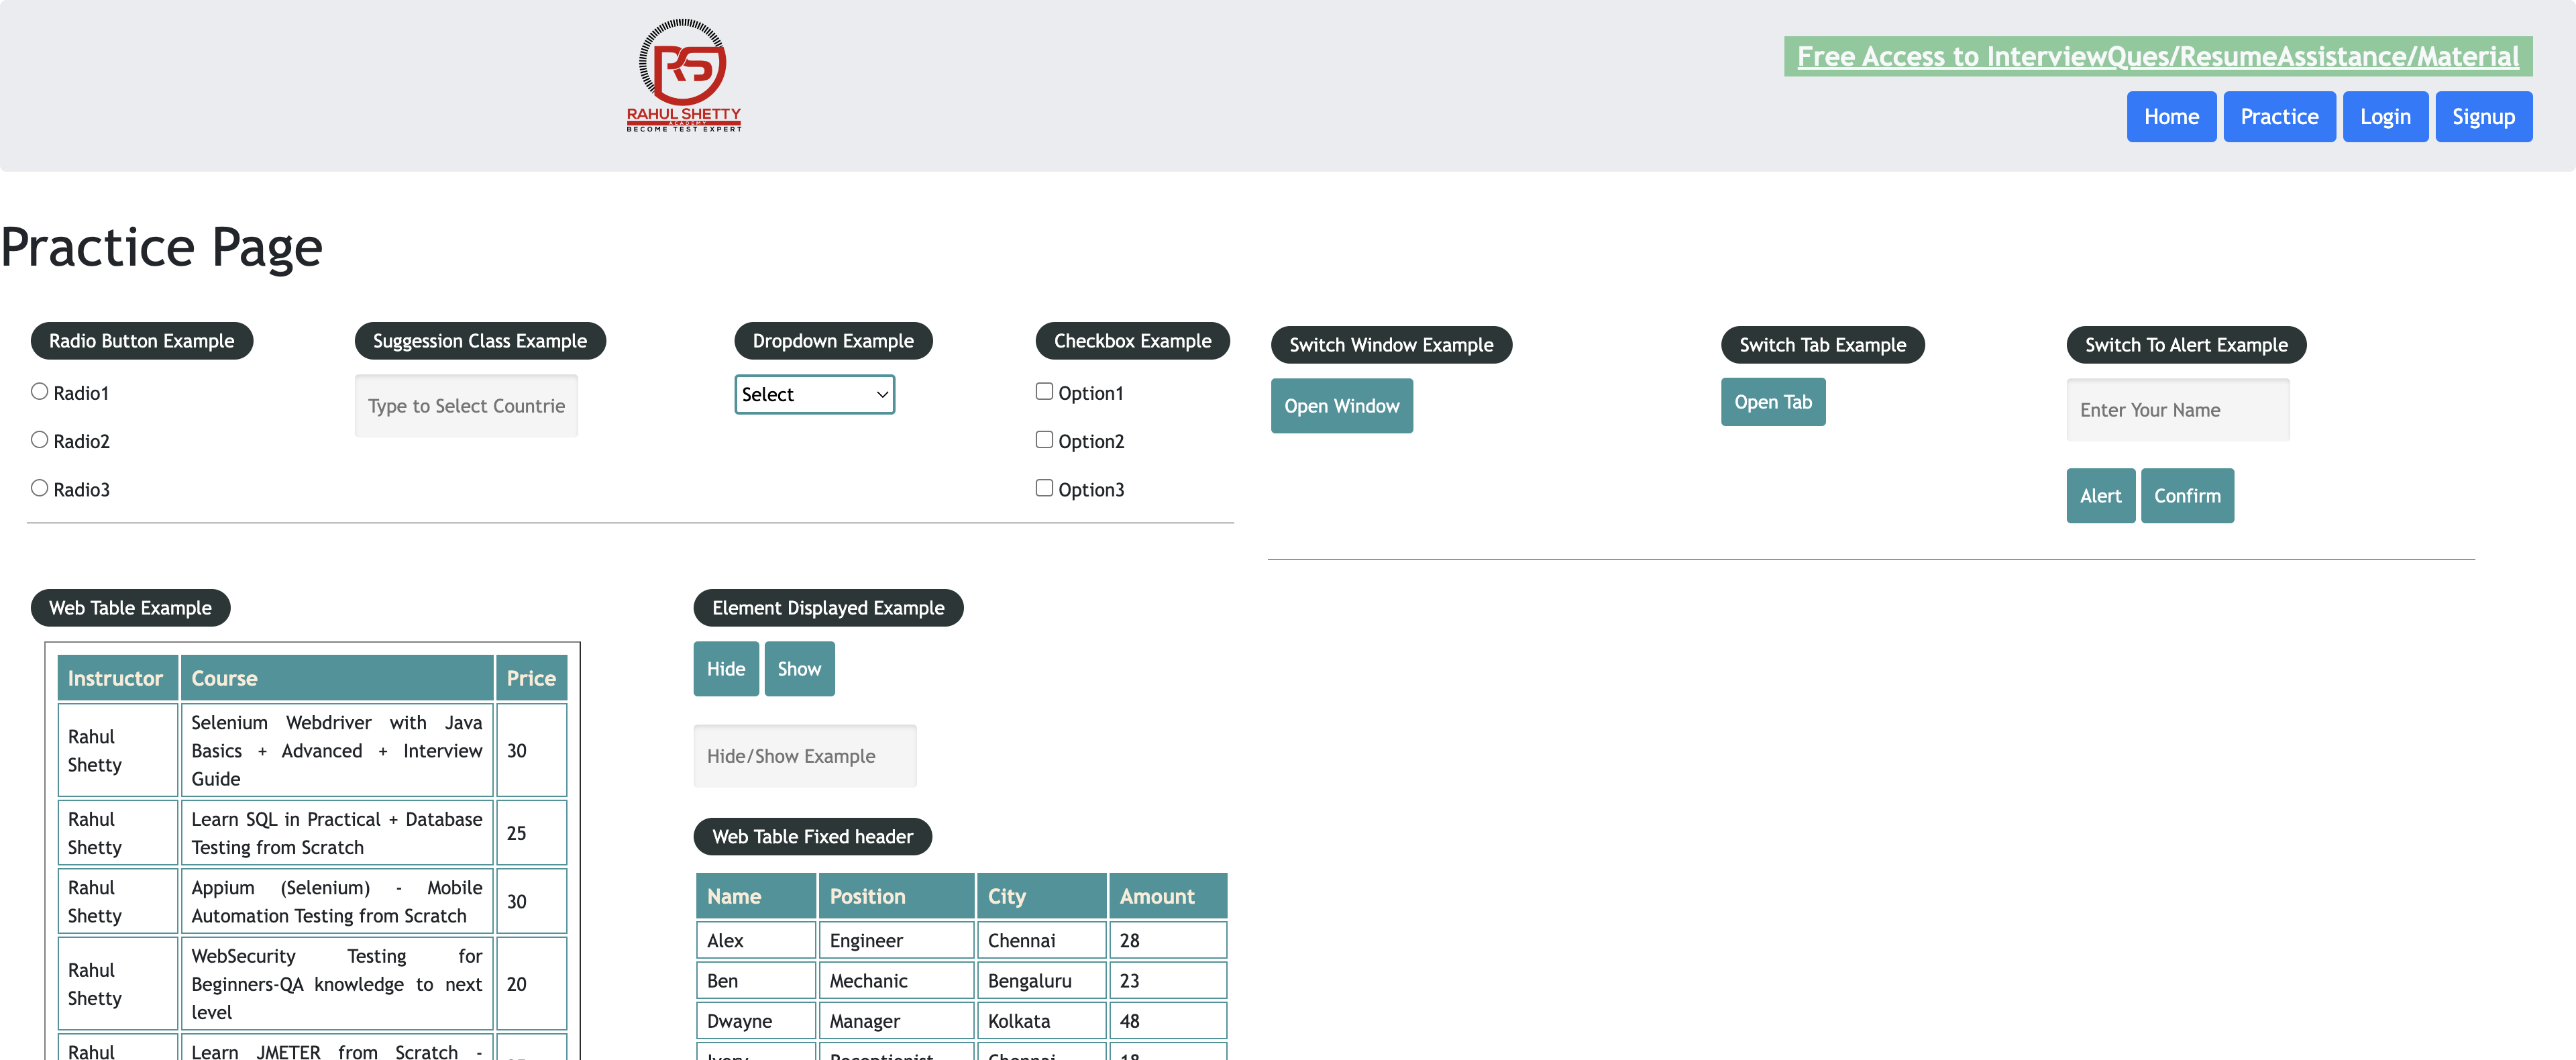 RAHUL SHETTY
ACADEMY
BECOME TEST EXPERT
Free Access to InterviewQues/ResumeAssistance/Material
Home Practice Login Signup
Practice Page
Radio Button Example
Radio1
Radio2
Radio3
Suggession Class Example
Type to Select Countrie
Dropdown Example
Select
Checkbox Example
Option1
Option2
Option3
Switch Window Example
Open Window
Switch Tab Example
Open Tab
Switch To Alert Example
Enter Your Name
Alert Confirm
Web Table Example
Instructor Course Price
Rahul Shetty Selenium Webdriver with Java Basics + Advanced + Interview Guide 30
Rahul Shetty Learn SQL in Practical + Database Testing from Scratch 25
Rahul Shetty Appium (Selenium) - Mobile Automation Testing from Scratch 30
Rahul Shetty WebSecurity Testing for Beginners-QA knowledge to next level 20
Rahul Learn JMETER from Scratch -
Element Displayed Example
Hide Show
Hide/Show Example
Web Table Fixed header
Name Position City Amount
Alex Engineer Chennai 28
Ben Mechanic Bengaluru 23
Dwayne Manager Kolkata 48
Ivory Receptionist Chennai 18